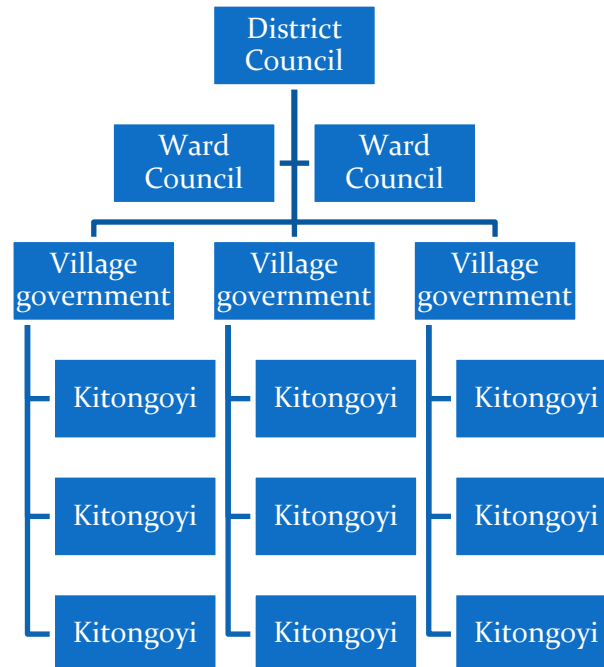 District
Council
Ward
Council
Ward
Council
Village
government
Village
government
Village
government
Kitongoyi
Kitongoyi
Kitongoyi
Kitongoyi
Kitongoyi
Kitongoyi
Kitongoyi
Kitongoyi
Kitongoyi